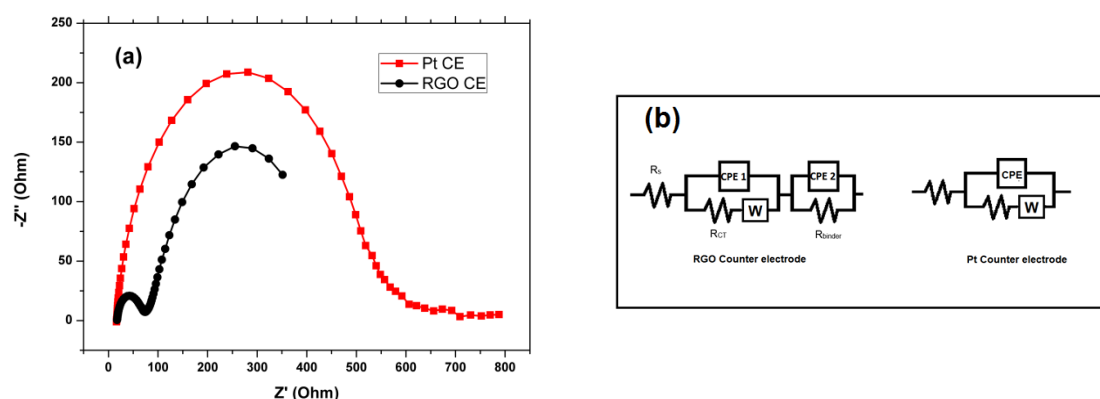 (a)
Pt CE
RGO CE
250
200
150
100
50
0
-Z'' (Ohm)
0 100 200 300 400 500 600 700 800
Z' (Ohm)
(b)
Rs
CPE 1
CPE 2
W
RCT
Rbinder
RGO Counter electrode
CPE
W
Pt Counter electrode